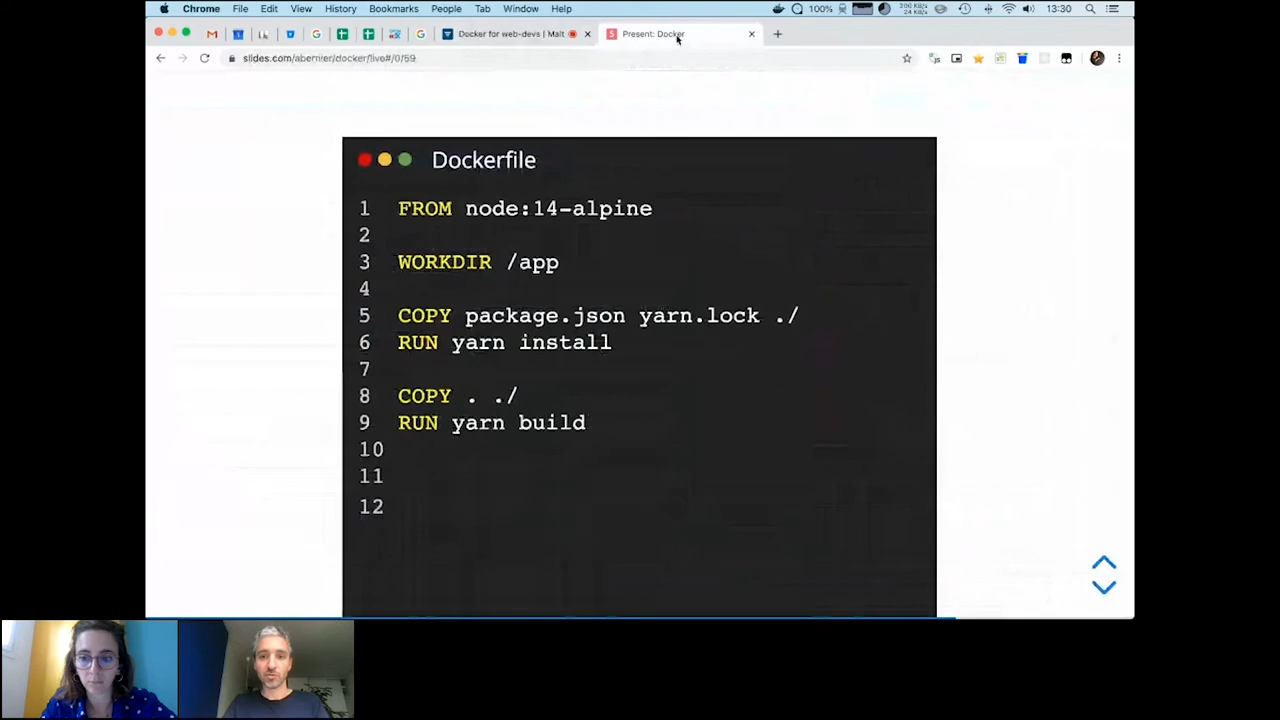 Chrome File Edit View History Bookmarks People Tab Window Help 100% 13:30
Docker for web-devs | Malt Present: Docker
slides.com/abernier/docker/live#/0/59
Dockerfile
1 FROM node:14-alpine
2
3 WORKDIR /app
4
5 COPY package.json yarn.lock ./
6 RUN yarn install
7
8 COPY . ./
9 RUN yarn build
10
11
12